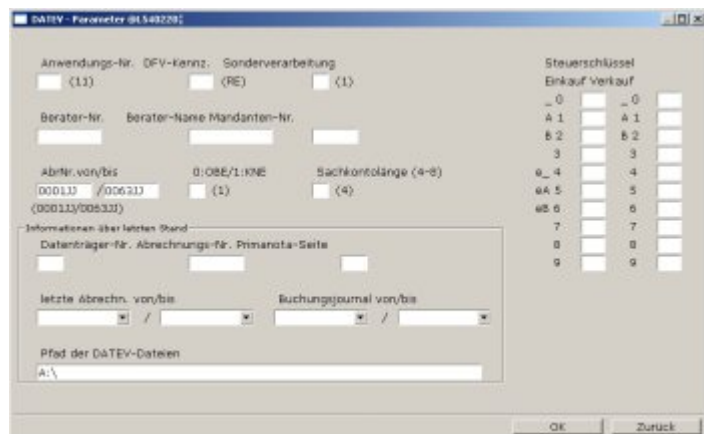 DATEV - Parameter @LS40220¦
Anwendungs-Nr. DFV-Kennz. Sonderverarbeitung
(11) (RE) (1)
Berater-Nr. Berater-Name Mandanten-Nr.
AbrNr.von/bis 0:OBE/1:KNE Sachkontolänge (4-8)
0001JJ /0063JJ (1) (4)
(0001JJ/0063JJ)
Informationen über letzten Stand
Datenträger-Nr. Abrechnungs-Nr. Primanota-Seite
letzte Abrechn. von/bis Buchungsjournal von/bis
/ /
Pfad der DATEV-Dateien
A:\
Steuerschlüssel
Einkauf Verkauf
_ 0 _ 0
A 1 A 1
B 2 B 2
3 3
e_ 4 4
eA 5 5
eB 6 6
7 7
8 8
9 9
OK Zurück